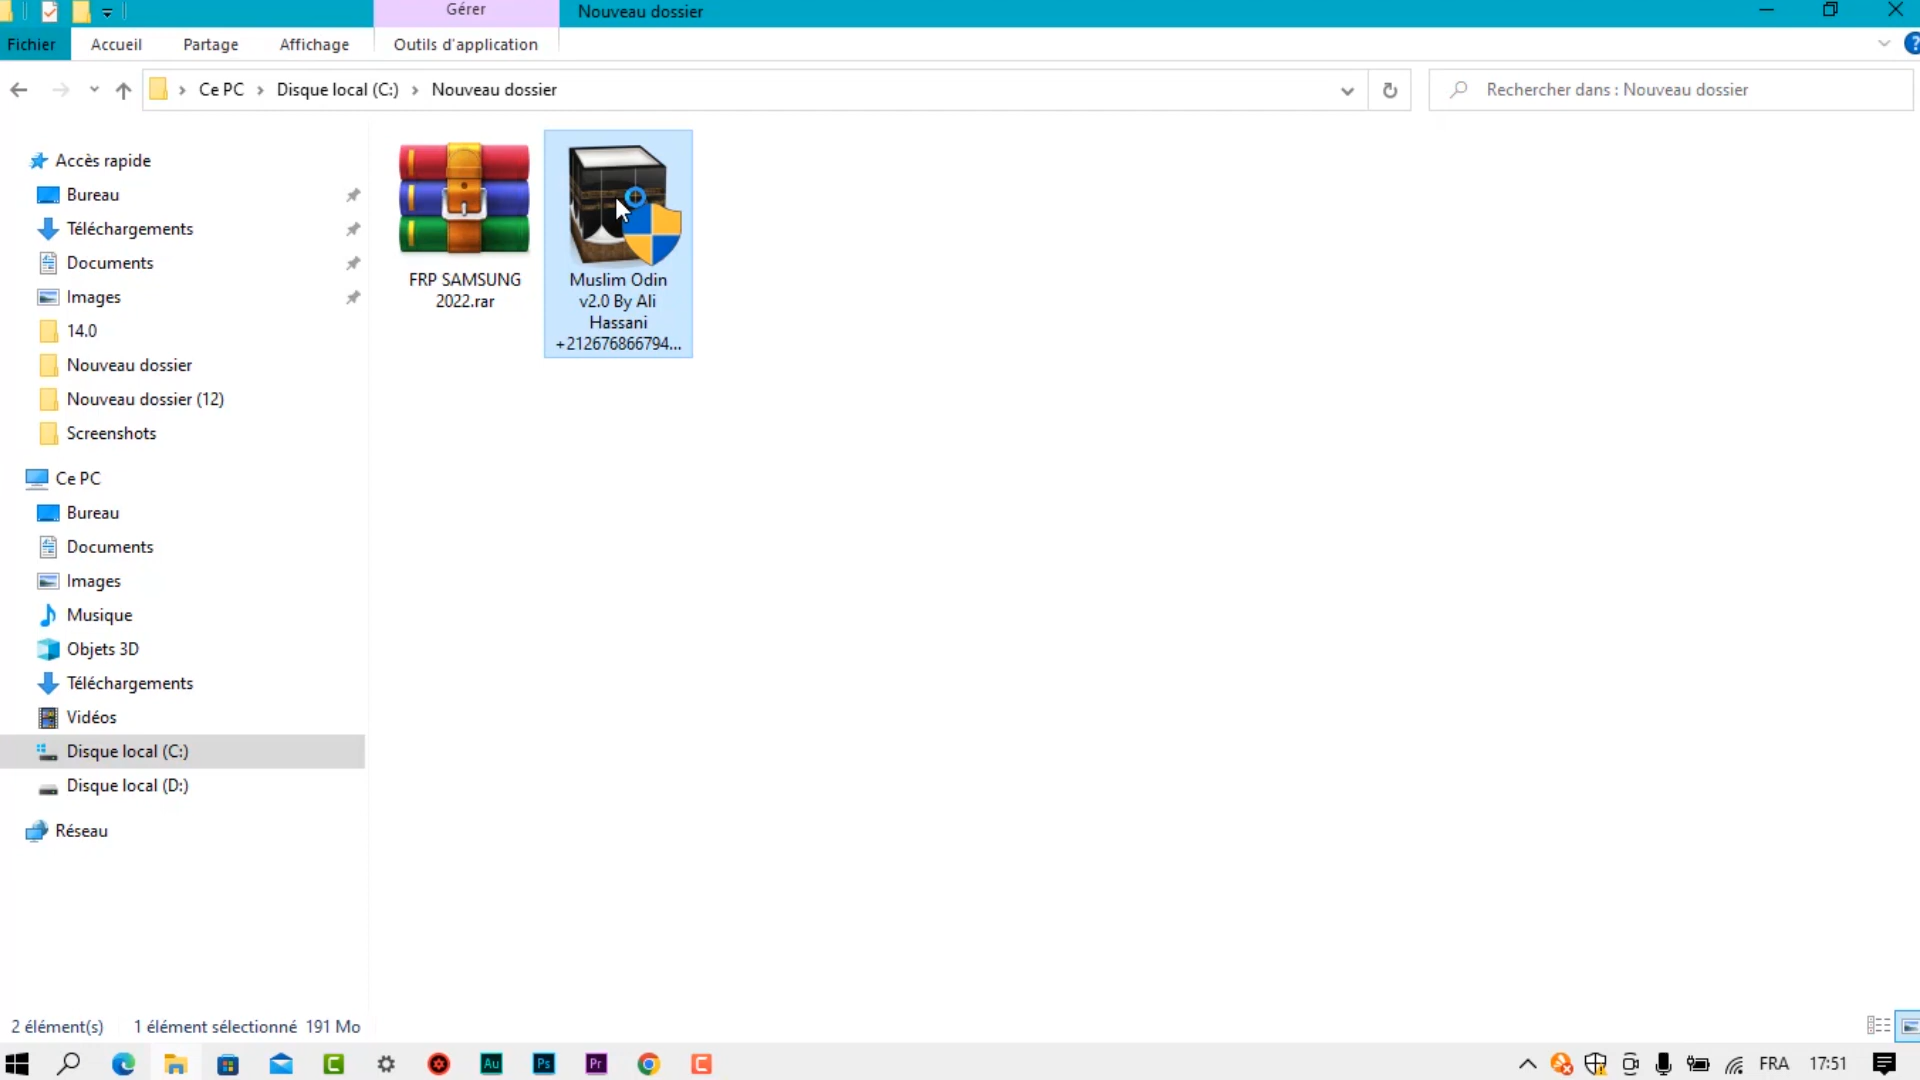 Gérer
Nouveau dossier
Fichier
Accueil
Partage
Affichage
Outils d'application
Ce PC
Disque local (C:)
Nouveau dossier
Rechercher dans : Nouveau dossier
Accès rapide
Bureau
Téléchargements
Documents
Images
14.0
Nouveau dossier
Nouveau dossier (12)
Screenshots
Ce PC
Bureau
Documents
Images
Musique
Objets 3D
Téléchargements
Vidéos
Disque local (C:)
Disque local (D:)
Réseau
FRP SAMSUNG
2022.rar
Muslim Odin
v2.0 By Ali
Hassani
+212676866794...
2 élément(s)
1 élément sélectionné 191 Mo
Au
Ps
Pr
FRA
17:51